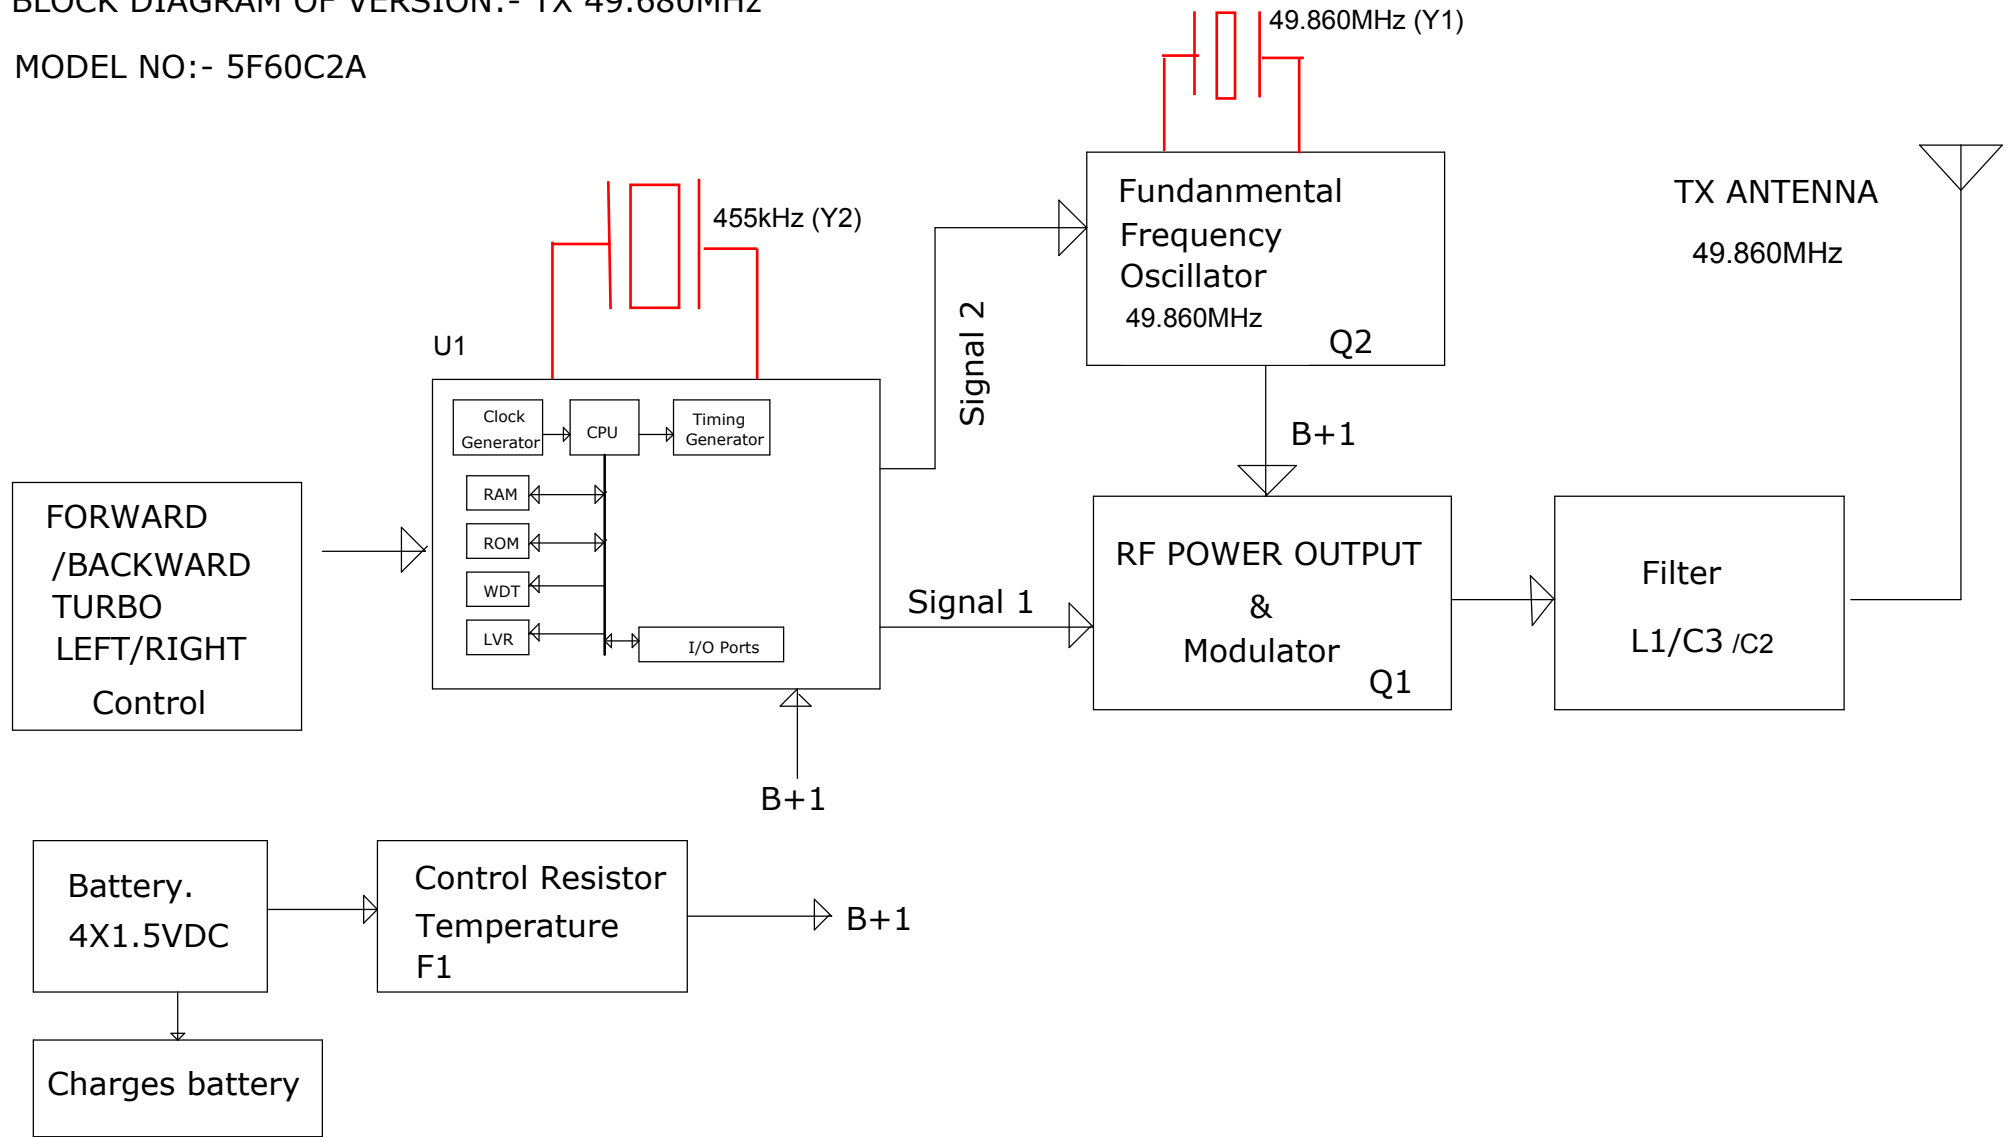 BLOCK DIAGRAM OF VERSION:- TX 49.680MHz
MODEL NO:- 5F60C2A
49.860MHz (Y1)
455kHz (Y2)
Fundanmental
Frequency
Oscillator
49.860MHz
Q2
TX ANTENNA
49.860MHz
U1
Clock
Generator
CPU
Timing
Generator
RAM
ROM
WDT
LVR
I/O Ports
Signal 2
B+1
FORWARD
/BACKWARD
TURBO
LEFT/RIGHT
Control
Signal 1
RF POWER OUTPUT
&
Modulator
Q1
Filter
L1/C3 /C2
B+1
Battery.
4X1.5VDC
Control Resistor
Temperature
F1
B+1
Charges battery